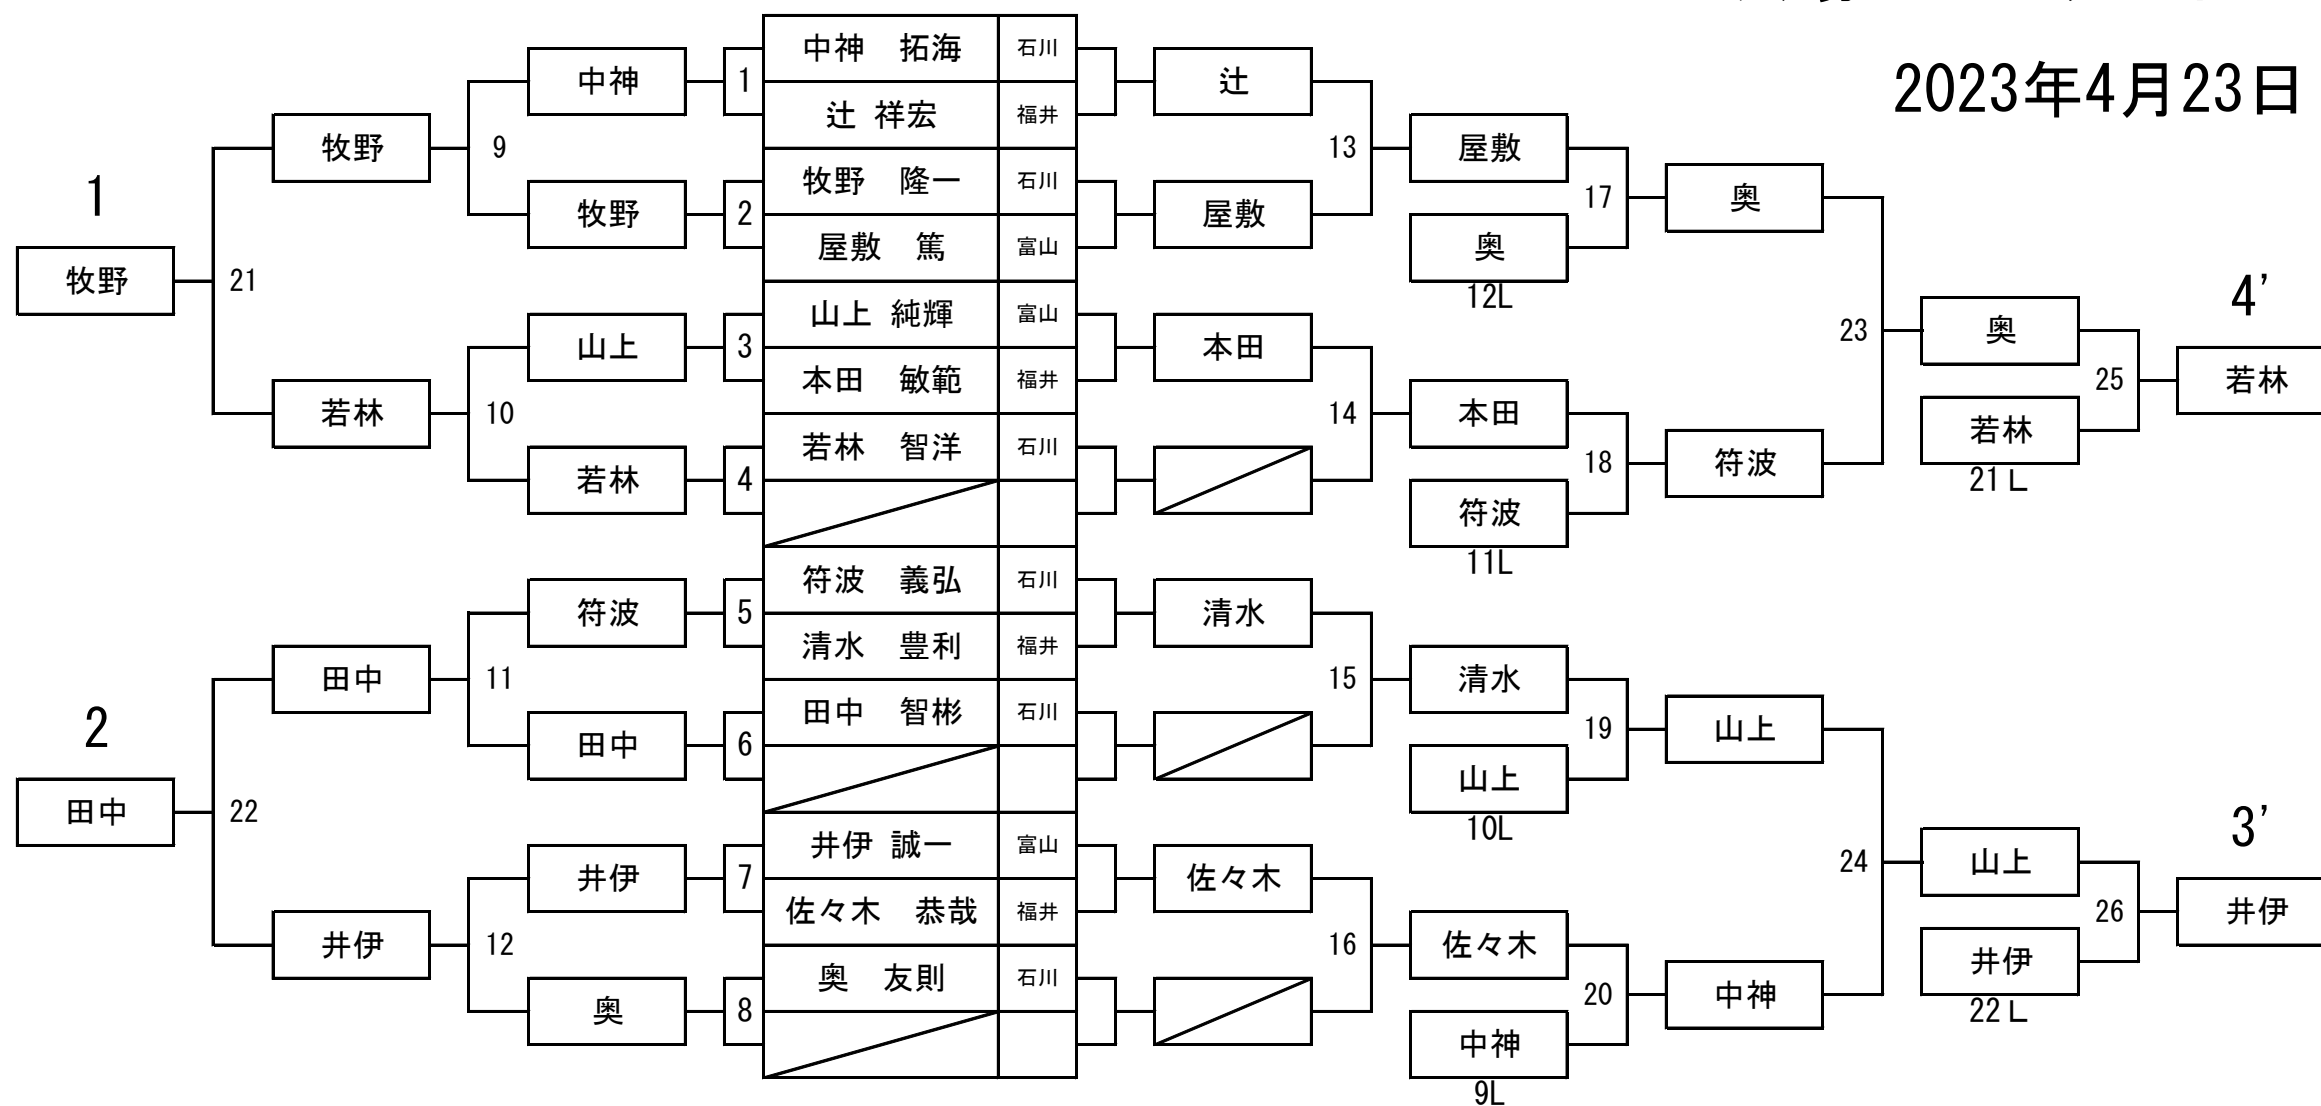 2023年4月23日
中神　拓海 石川
中神 1 辻
辻 祥宏 福井
牧野 9 13 屋敷
牧野　隆一 石川
1 17 奥
牧野 2 屋敷
屋敷　篤 富山 奥
牧野 21 12L 4'
山上 純輝 富山
山上 3 本田 23 奥
本田　敏範 福井 25 若林
若林 10 14 本田
若林　智洋 石川 若林
若林 4 18 符波 21L
符波
11L
符波　義弘 石川
符波 5 清水
清水　豊利 福井
田中 11 15 清水
田中　智彬 石川
2 19 山上
田中 6
山上
田中 22 10L 3'
井伊 誠一 富山
井伊 7 佐々木 24 山上
佐々木　恭哉 福井 26 井伊
井伊 12 16 佐々木
奥　友則 石川 井伊
奥 8 20 中神 22L
中神
9L